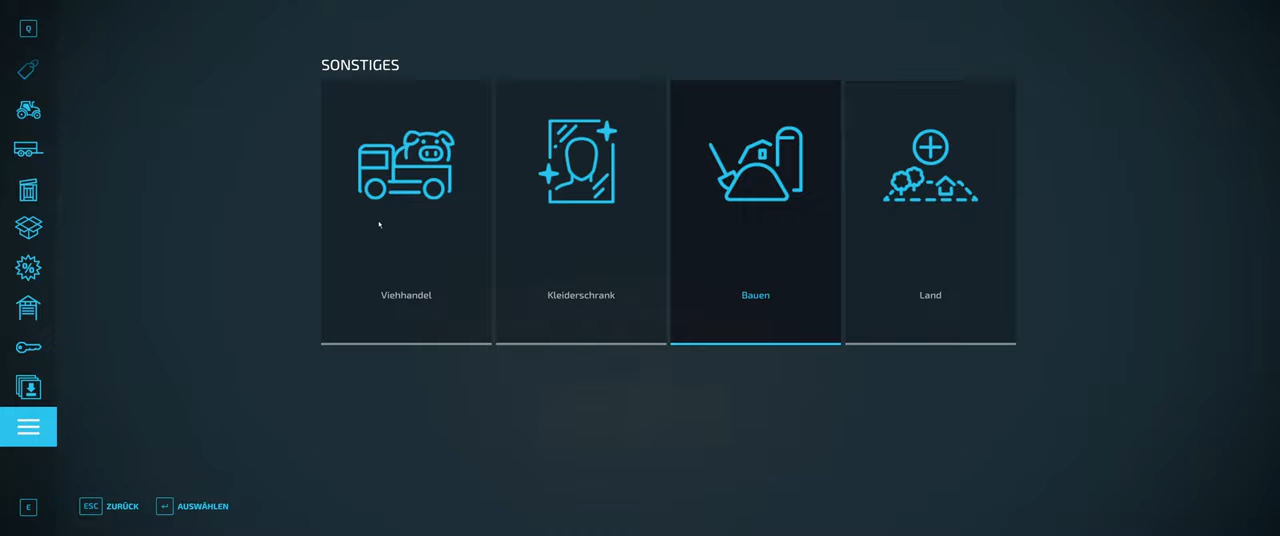 Q
SONSTIGES
Viehhandel
Kleiderschrank
Bauen
Land
E
ESC ZURÜCK
AUSWÄHLEN